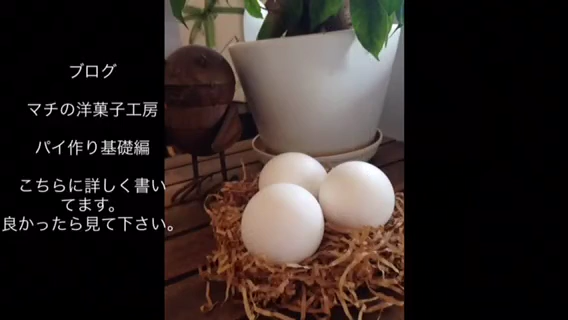 ブログ
マチの洋菓子工房
パイ作り基礎編
こちらに詳しく書い
てます。
良かったら見て下さい。